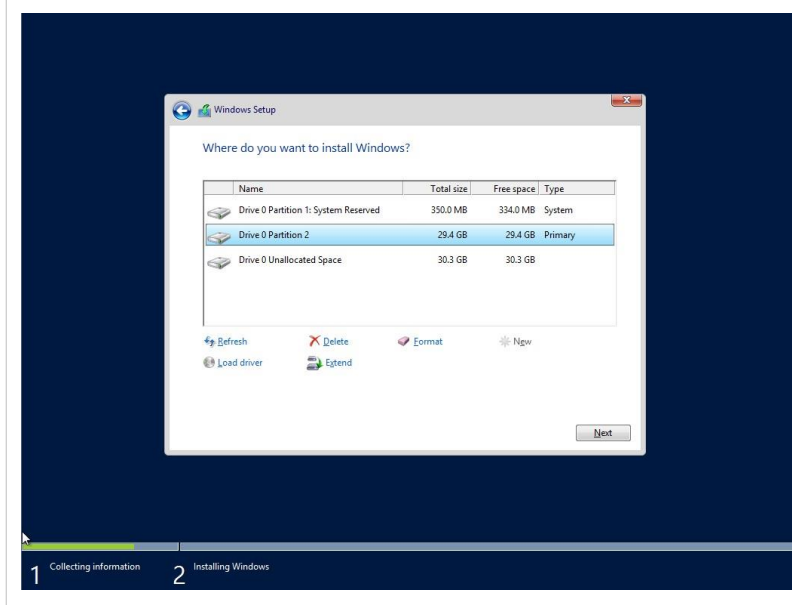 Windows Setup
Where do you want to install Windows?
Name Total size Free space Type
Drive 0 Partition 1: System Reserved 350.0 MB 334.0 MB System
Drive 0 Partition 2 29.4 GB 29.4 GB Primary
Drive 0 Unallocated Space 30.3 GB 30.3 GB
Refresh Delete Format New
Load driver Extend
Next
1 Collecting information 2 Installing Windows